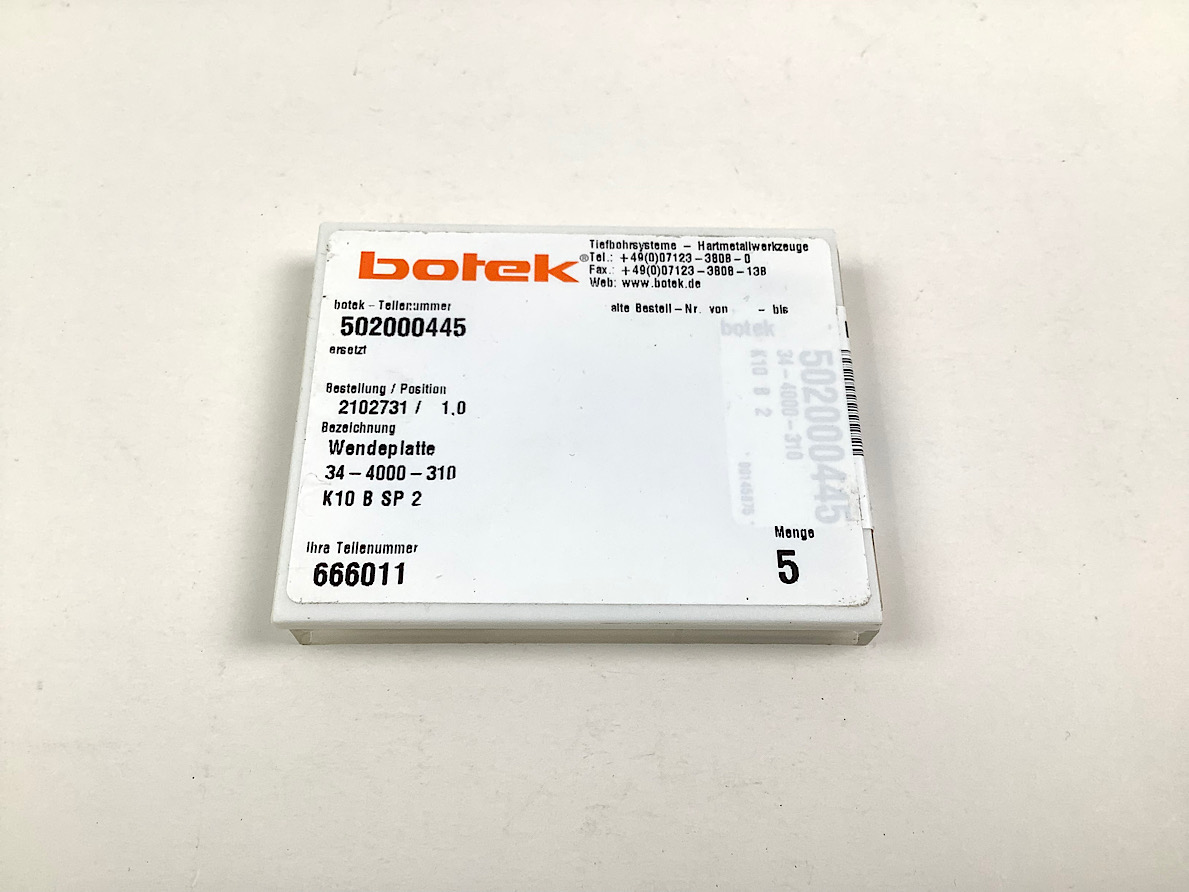 botek®
Tiefbohrsysteme - Hartmetallwerkzeuge
Tel.: +49(0)07123-3808-0
Fax.: +49(0)07123-3808-138
Web: www.botek.de
botek-Teilenummer
alte Bestell-Nr. von - bis
502000445
ersetzt
Bestellung / Position
2102731 / 1.0
Bezeichnung
Wendeplatte
34-4000-310
K10 B SP 2
Ihre Teilenummer
666011
Menge
5
botek
502000445
34-4000-310
K10 B 2